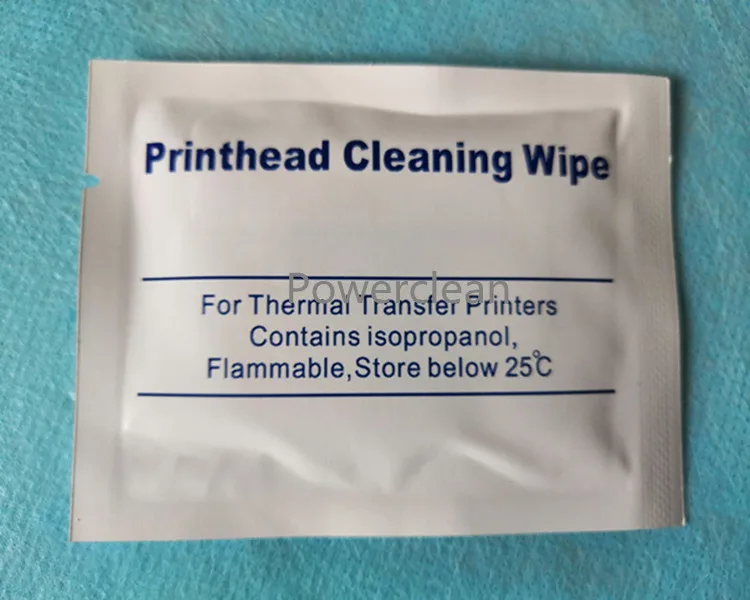 Printhead Cleaning Wipe
Powerclean
For Thermal Transfer Printers
Contains isopropanol,
Flammable,Store below 25℃